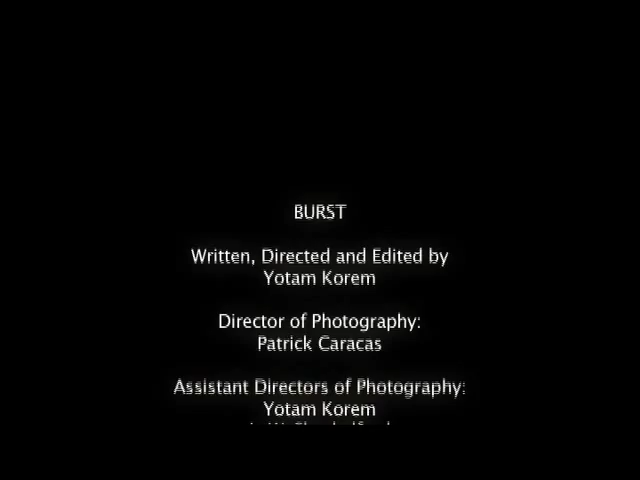 BURST
Written, Directed and Edited by
Yotam Korem
Director of Photography:
Patrick Caracas
Assistant Directors of Photography:
Yotam Korem